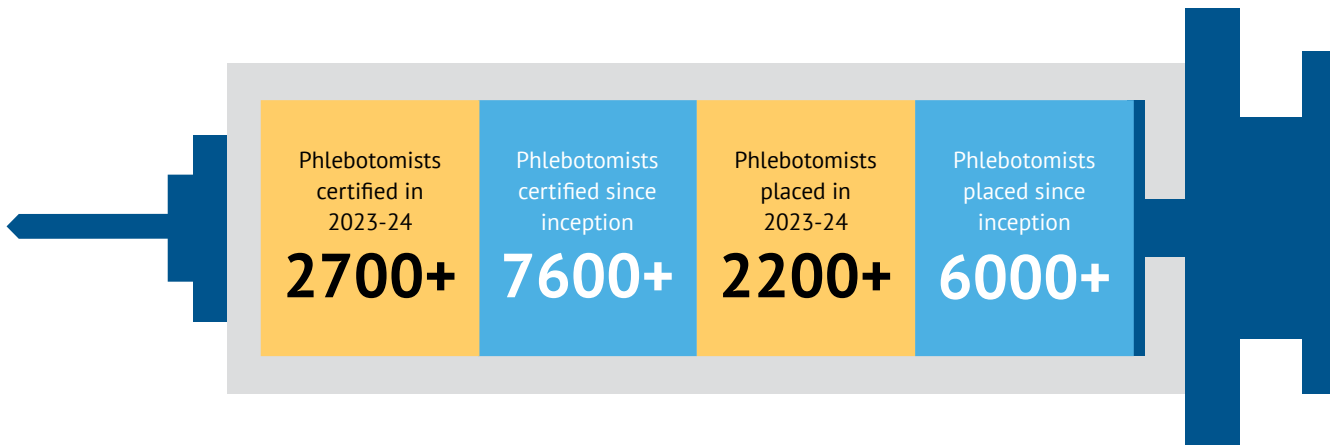 Phlebotomists
certified in
2023-24
2700+
Phlebotomists
certified since
inception
7600+
Phlebotomists
placed in
2023-24
2200+
Phlebotomists
placed since
inception
6000+